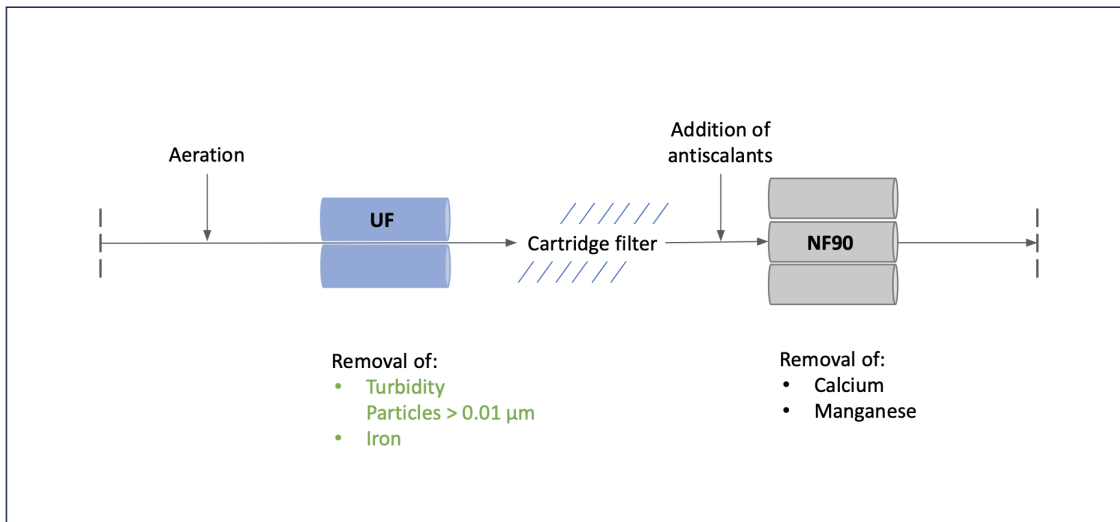 Aeration
UF
Cartridge filter
Addition of
antiscalants
NF90
Removal of:
• Turbidity
Particles > 0.01 µm
• Iron
Removal of:
• Calcium
• Manganese